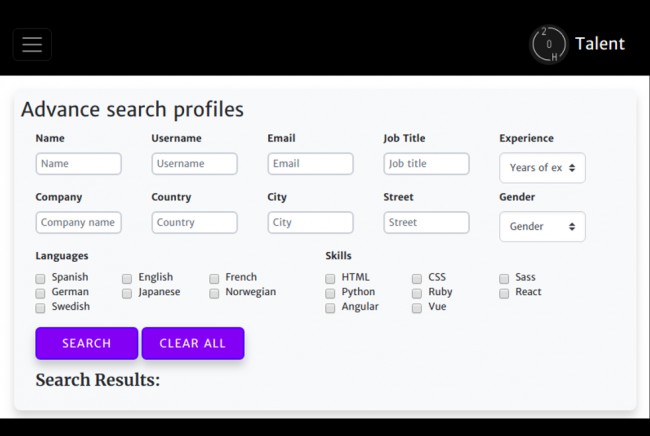 2
0
H
Talent
Advance search profiles
Name Username Email Job Title Experience
Name Username Email Job title Years of ex
Company Country City Street Gender
Company name Country City Street Gender
Languages Skills
Spanish English French HTML CSS Sass
German Japanese Norwegian Python Ruby React
Swedish Angular Vue
SEARCH CLEAR ALL
Search Results: